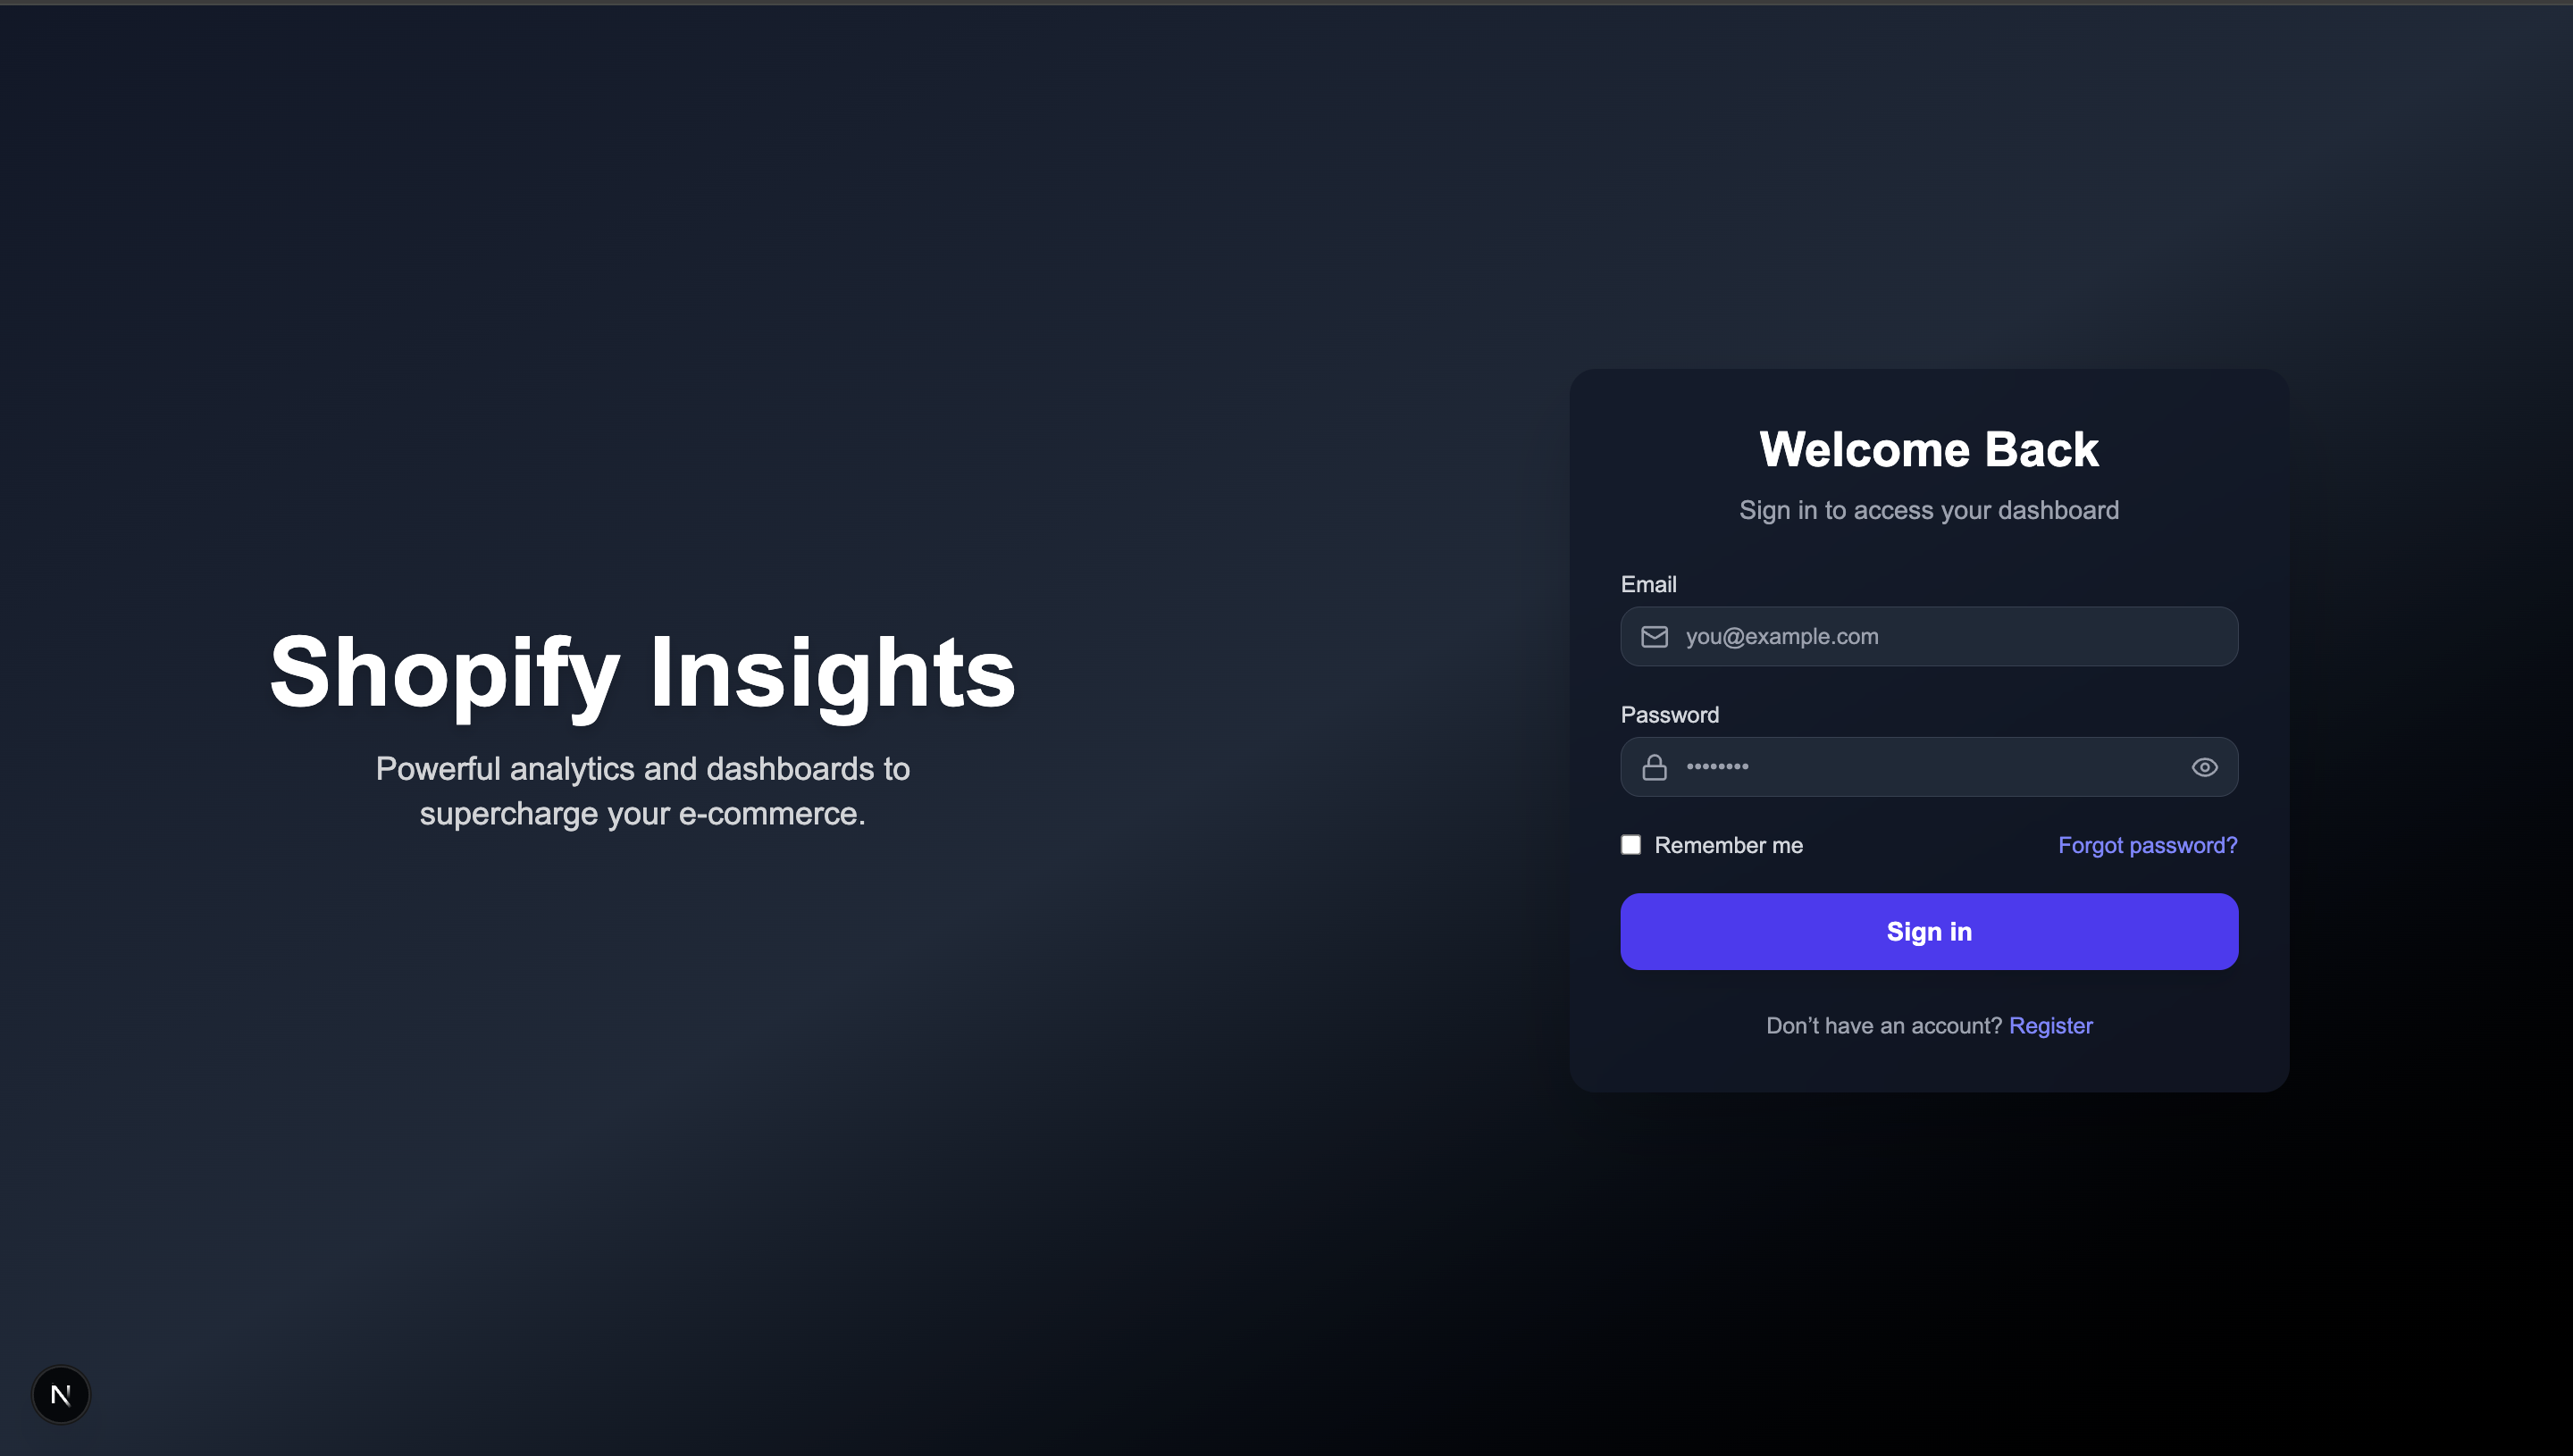 Shopify Insights
Powerful analytics and dashboards to
supercharge your e-commerce.
Welcome Back
Sign in to access your dashboard
Email
you@example.com
Password
••••••••
Remember me
Forgot password?
Sign in
Don’t have an account? Register
N